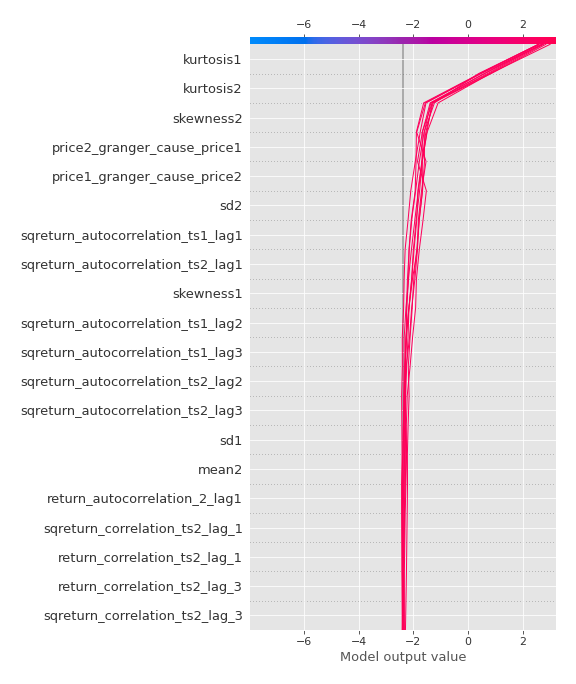 −6 −4 −2 0 2
kurtosis1
kurtosis2
skewness2
price2_granger_cause_price1
price1_granger_cause_price2
sd2
sqreturn_autocorrelation_ts1_lag1
sqreturn_autocorrelation_ts2_lag1
skewness1
sqreturn_autocorrelation_ts1_lag2
sqreturn_autocorrelation_ts1_lag3
sqreturn_autocorrelation_ts2_lag2
sqreturn_autocorrelation_ts2_lag3
sd1
mean2
return_autocorrelation_2_lag1
sqreturn_correlation_ts2_lag_1
return_correlation_ts2_lag_1
return_correlation_ts2_lag_3
sqreturn_correlation_ts2_lag_3
−6 −4 −2 0 2
Model output value